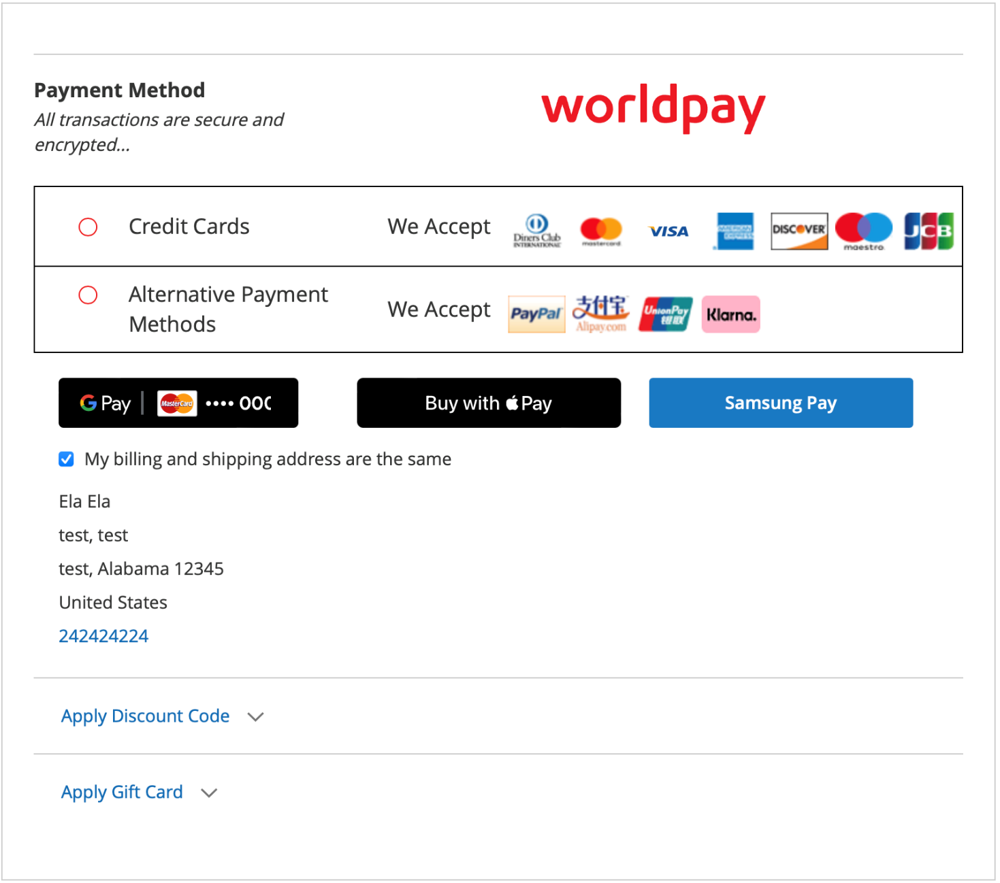 Payment Method
worldpay
All transactions are secure and
encrypted...
Credit Cards
We Accept
Diners Club
INTERNATIONAL
mastercard
VISA
AMERICAN
EXPRESS
DISCOVER
maestro
JCB
Alternative Payment
Methods
We Accept
PayPal
支付宝
Alipay.com
UnionPay
银联
Klarna.
G Pay | MasterCard •••• 000
Buy with Pay
Samsung Pay
My billing and shipping address are the same
Ela Ela
test, test
test, Alabama 12345
United States
242424224
Apply Discount Code
Apply Gift Card